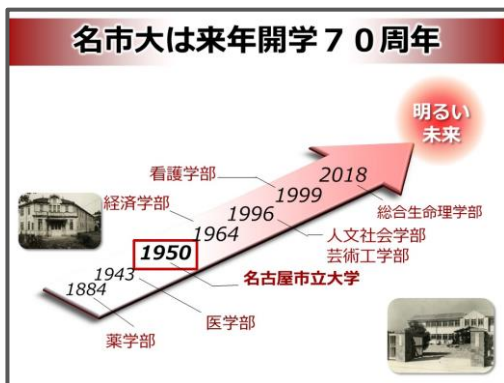 名市大は来年開学７０周年
明るい
未来
看護学部
2018
経済学部
1999
総合生命理学部
1996
人文社会学部
1964
芸術工学部
1950
名古屋市立大学
1943
1884
医学部
薬学部